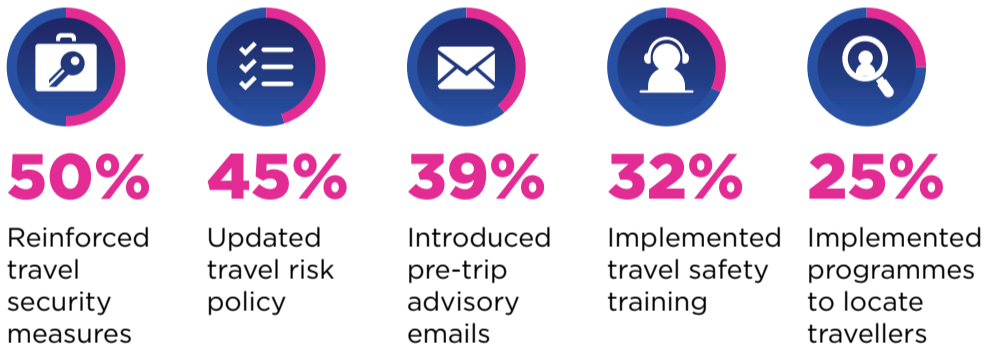 50%
Reinforced
travel
security
measures
45%
Updated
travel risk
policy
39%
Introduced
pre-trip
advisory
emails
32%
Implemented
travel safety
training
25%
Implemented
programmes
to locate
travellers